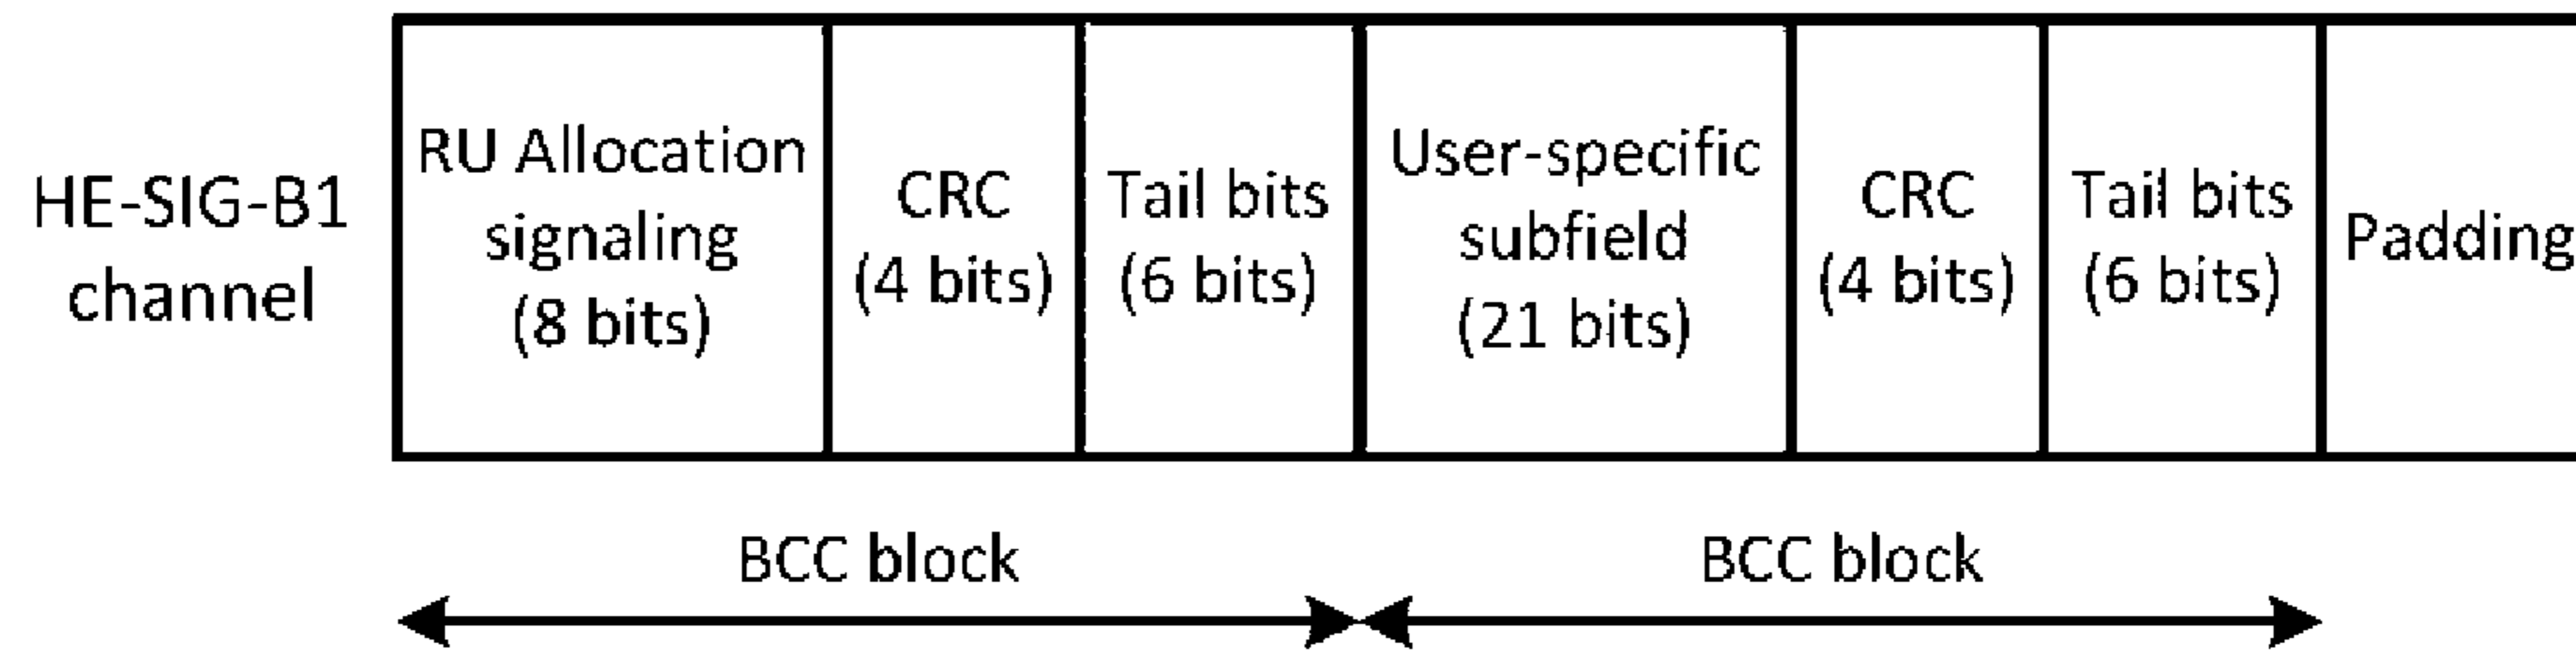 HE-SIG-B1
channel
RU Allocation
signaling
(8 bits)
CRC
(4 bits)
Tail bits
(6 bits)
User-specific
subfield
(21 bits)
CRC
(4 bits)
Tail bits
(6 bits)
Padding
BCC block
BCC block